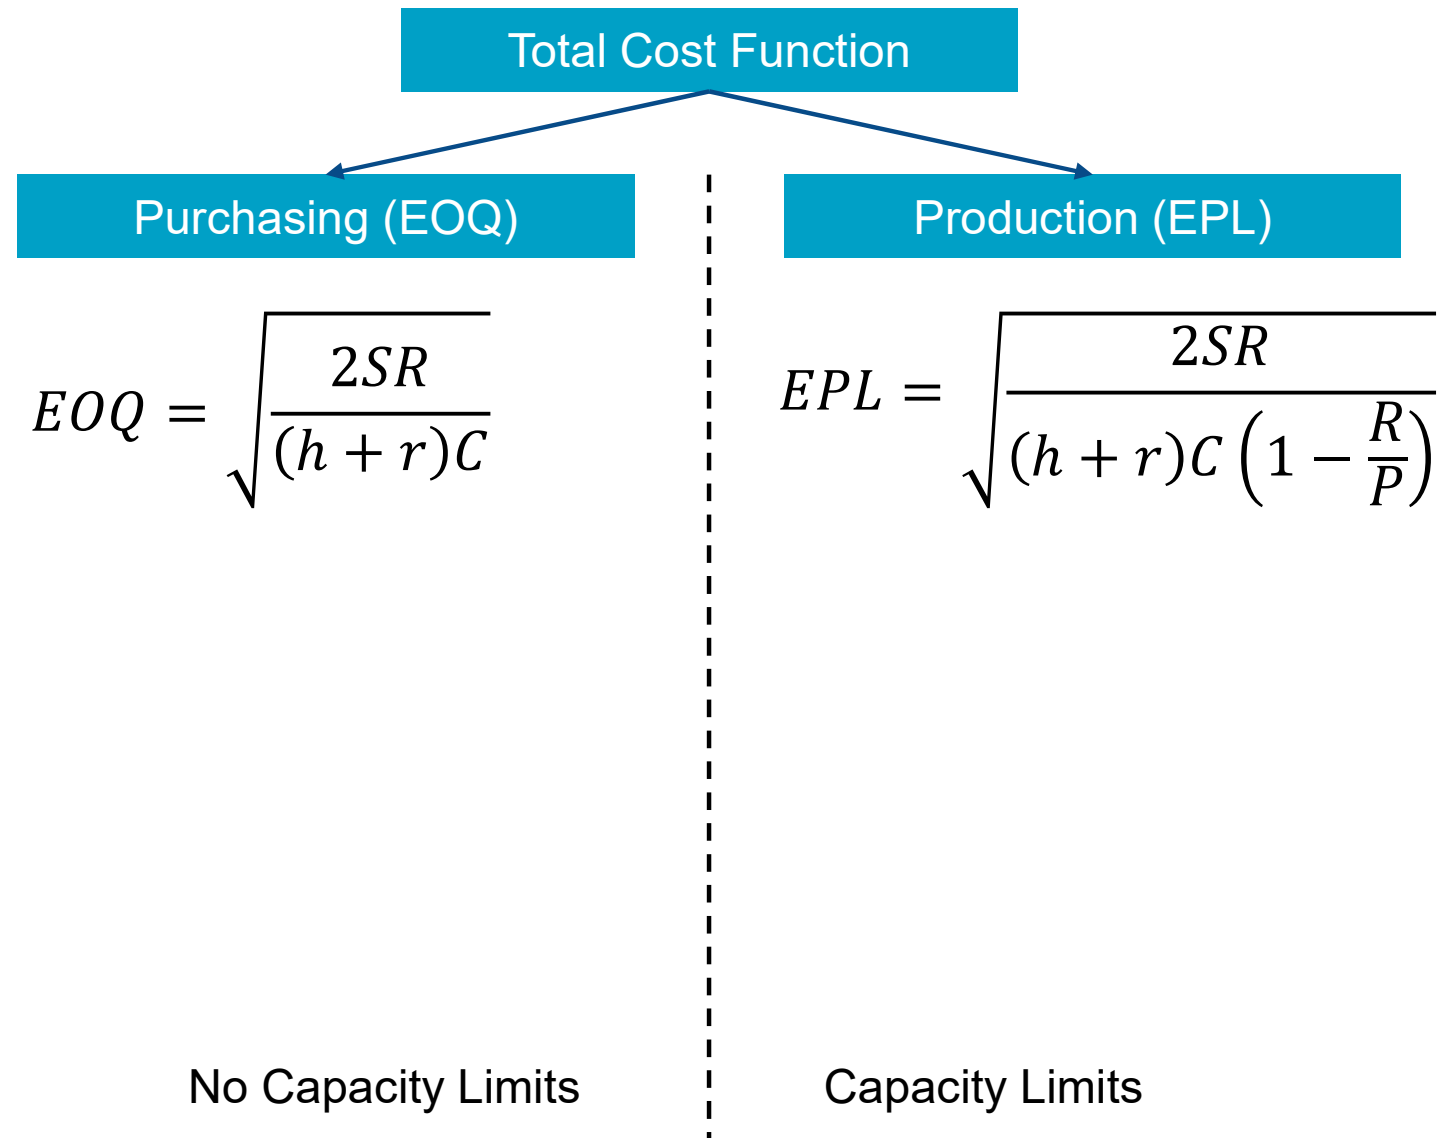 Total Cost Function
Purchasing (EOQ)
Production (EPL)
EOQ = √(2SR / (h + r)C)
EPL = √(2SR / (h + r)C (1 − R/P))
No Capacity Limits
Capacity Limits